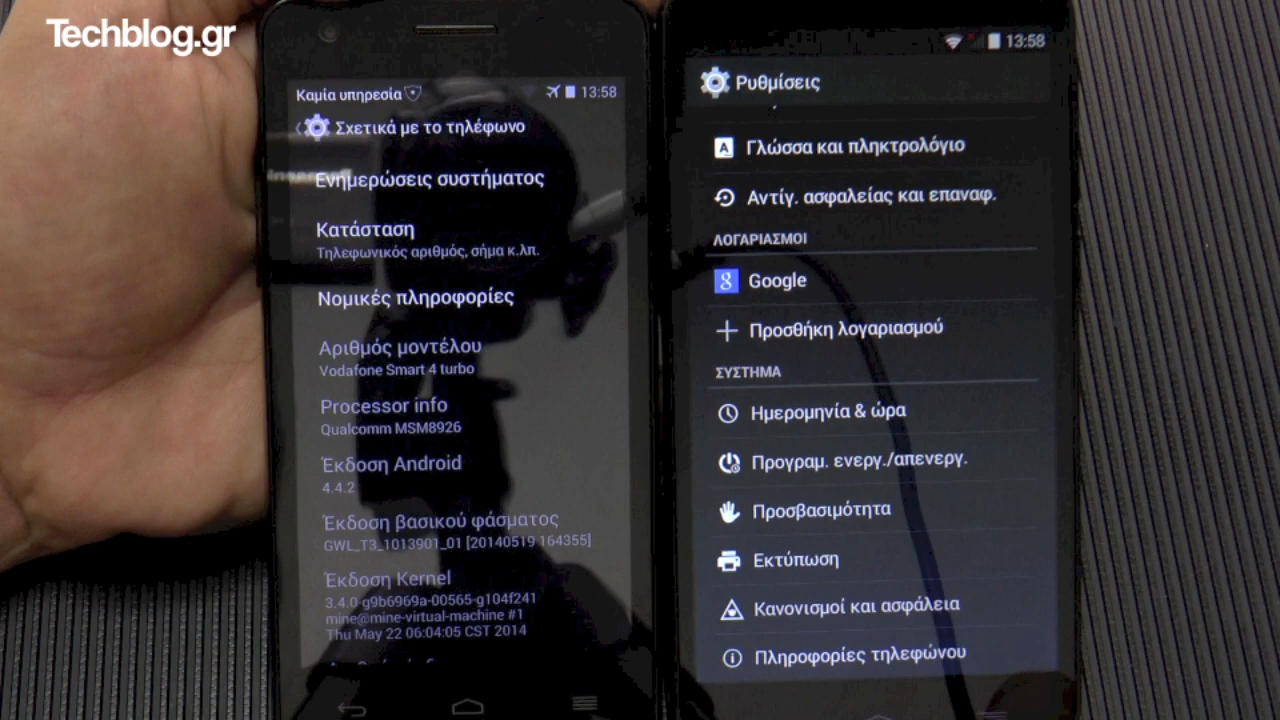 Techblog.gr
Καμία υπηρεσία
13:58
Σχετικά με το τηλέφωνο
Ενημερώσεις συστήματος
Κατάσταση
Τηλεφωνικός αριθμός, σήμα κ.λπ.
Νομικές πληροφορίες
Αριθμός μοντέλου
Vodafone Smart 4 turbo
Processor info
Qualcomm MSM8926
Έκδοση Android
4.4.2
Έκδοση βασικού φάσματος
GWL_T3_1013901_01 [20140519 164355]
Έκδοση Kernel
3.4.0-g9b6969a-00565-g104f241
mine@mine-virtual-machine #1
Thu May 22 06:04:05 CST 2014
13:58
Ρυθμίσεις
Γλώσσα και πληκτρολόγιο
Αντίγ. ασφαλείας και επαναφ.
ΛΟΓΑΡΙΑΣΜΟΙ
Google
Προσθήκη λογαριασμού
ΣΥΣΤΗΜΑ
Ημερομηνία & ώρα
Προγραμ. ενεργ./απενεργ.
Προσβασιμότητα
Εκτύπωση
Κανονισμοί και ασφάλεια
Πληροφορίες τηλεφώνου